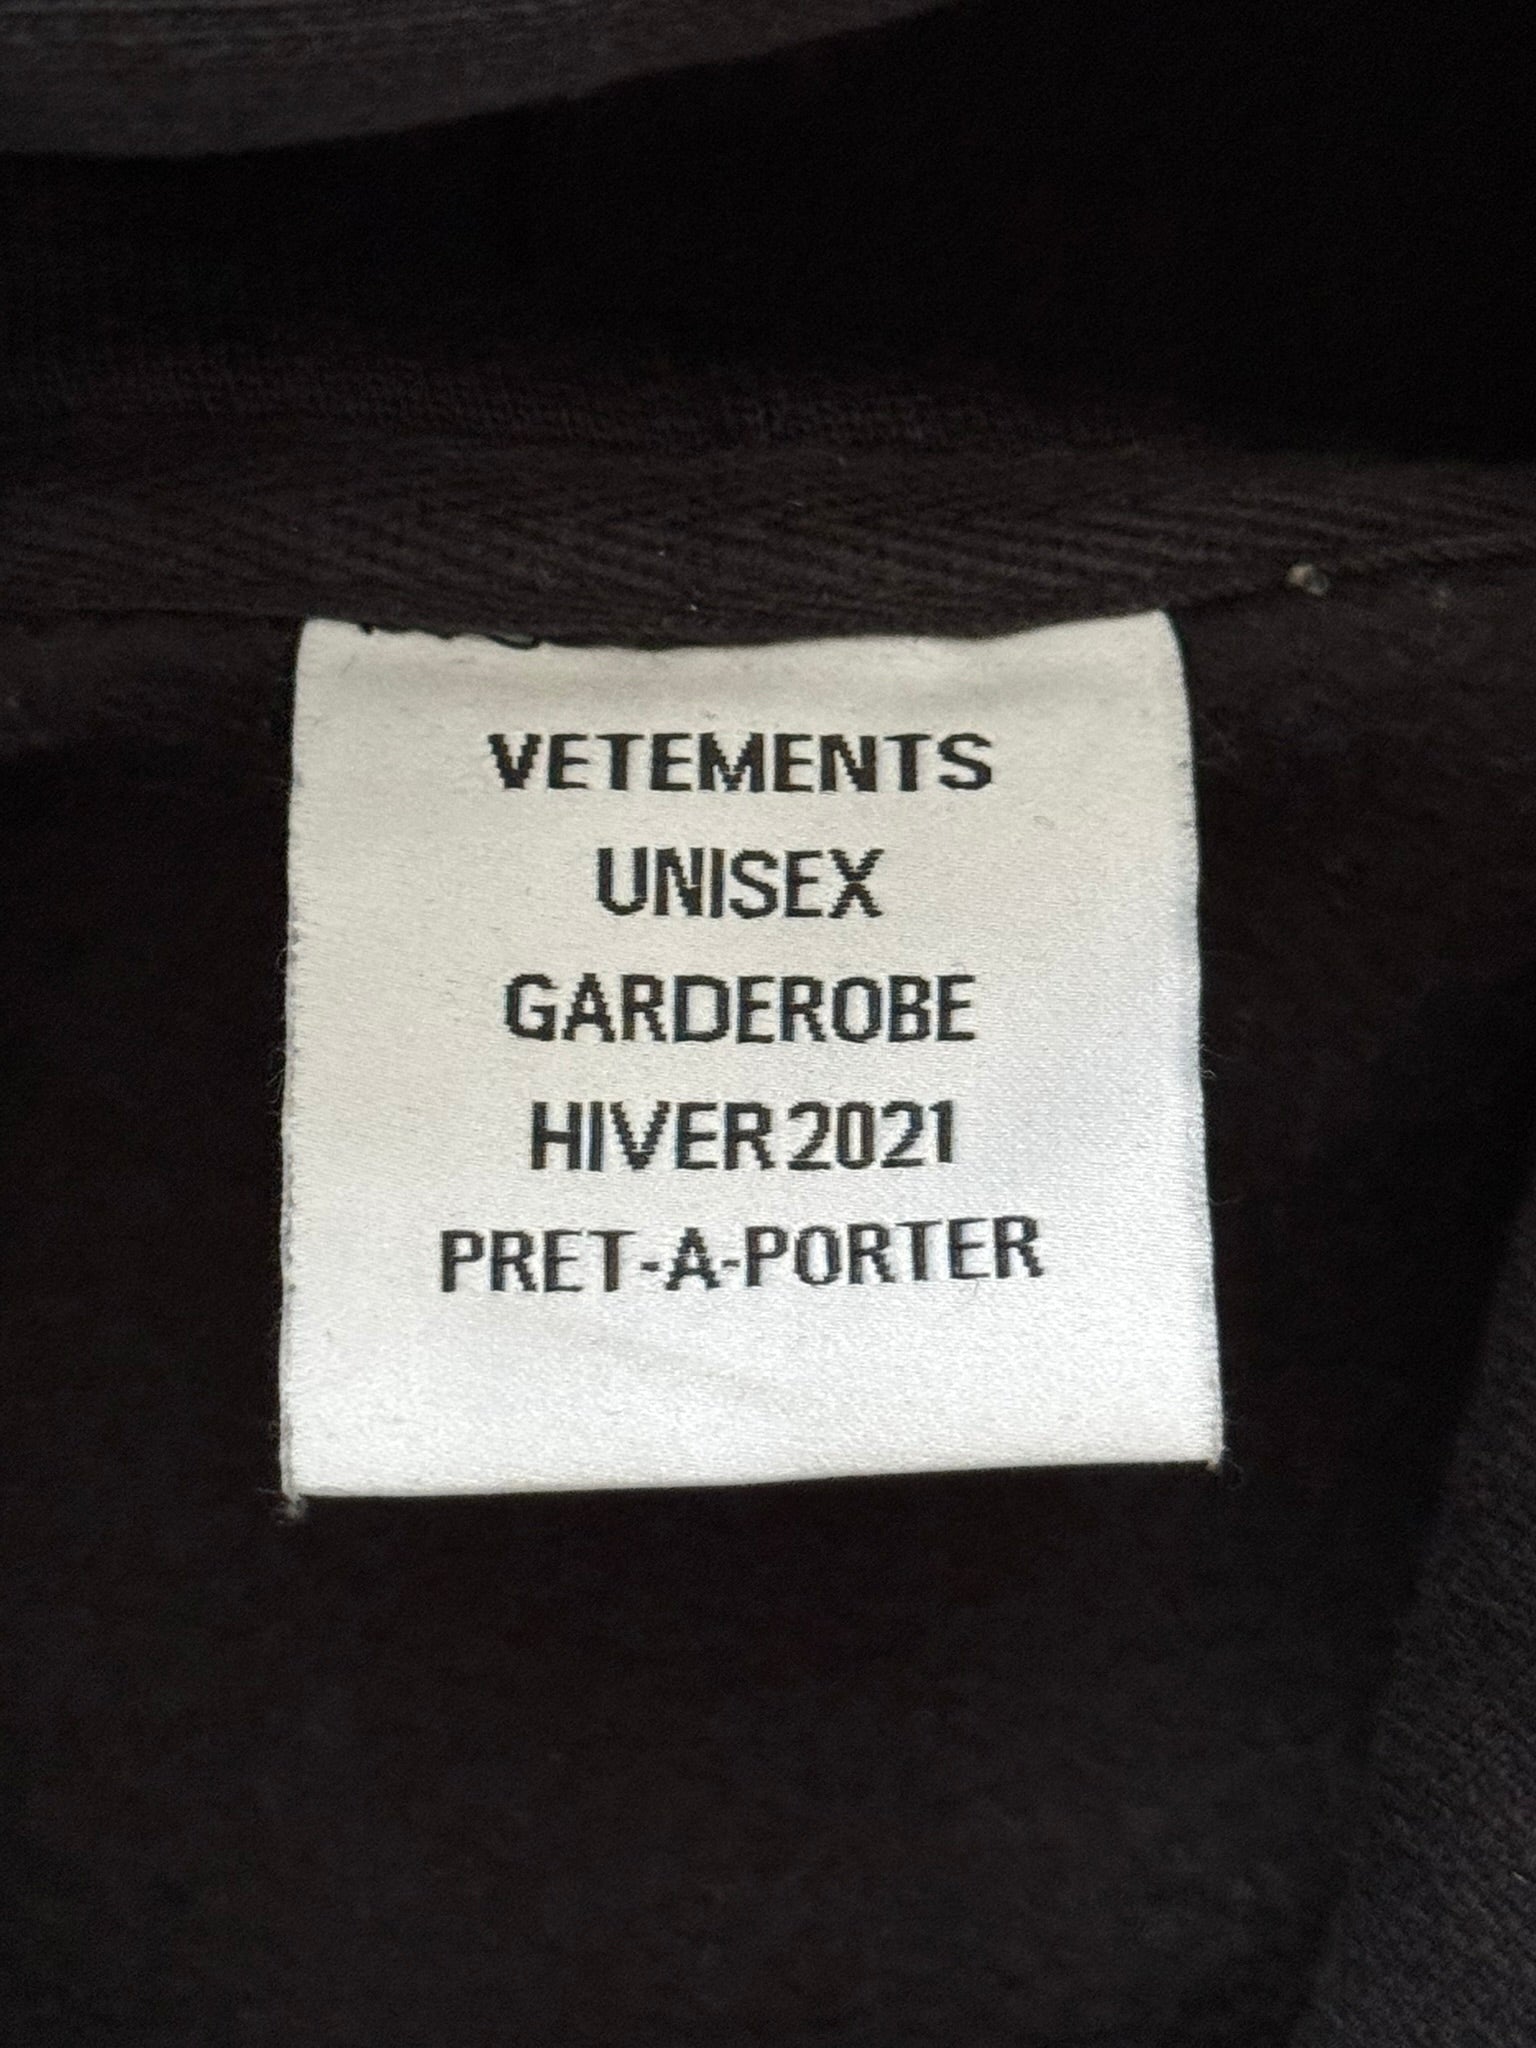 VETEMENTS
UNISEX
GARDEROBE
HIVER 2021
PRET-A-PORTER